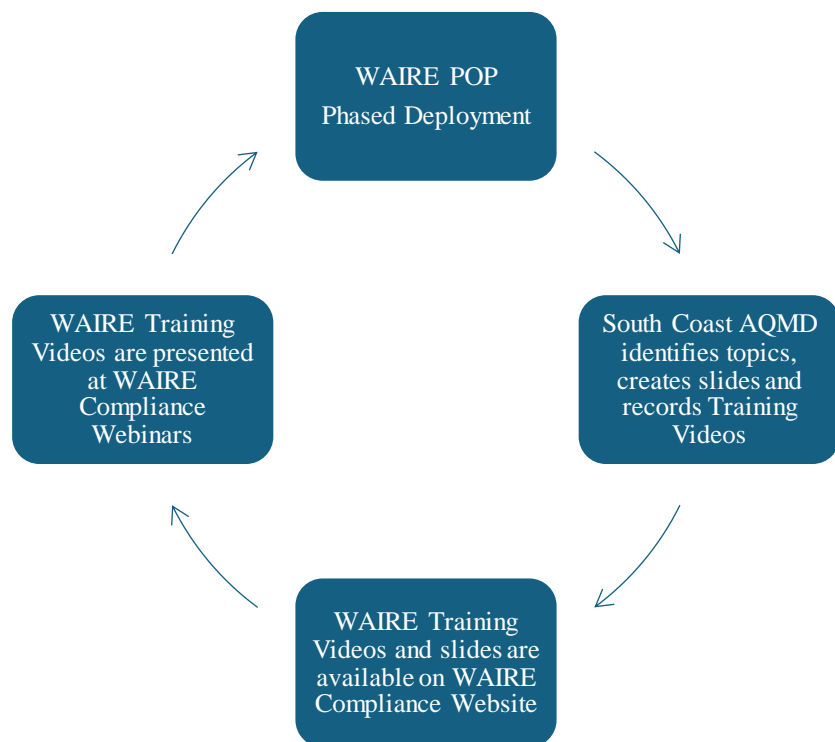 WAIRE POP
Phased Deployment
South Coast AQMD
identifies topics,
creates slides and
records Training
Videos
WAIRE Training
Videos and slides are
available on WAIRE
Compliance Website
WAIRE Training
Videos are presented
at WAIRE
Compliance
Webinars